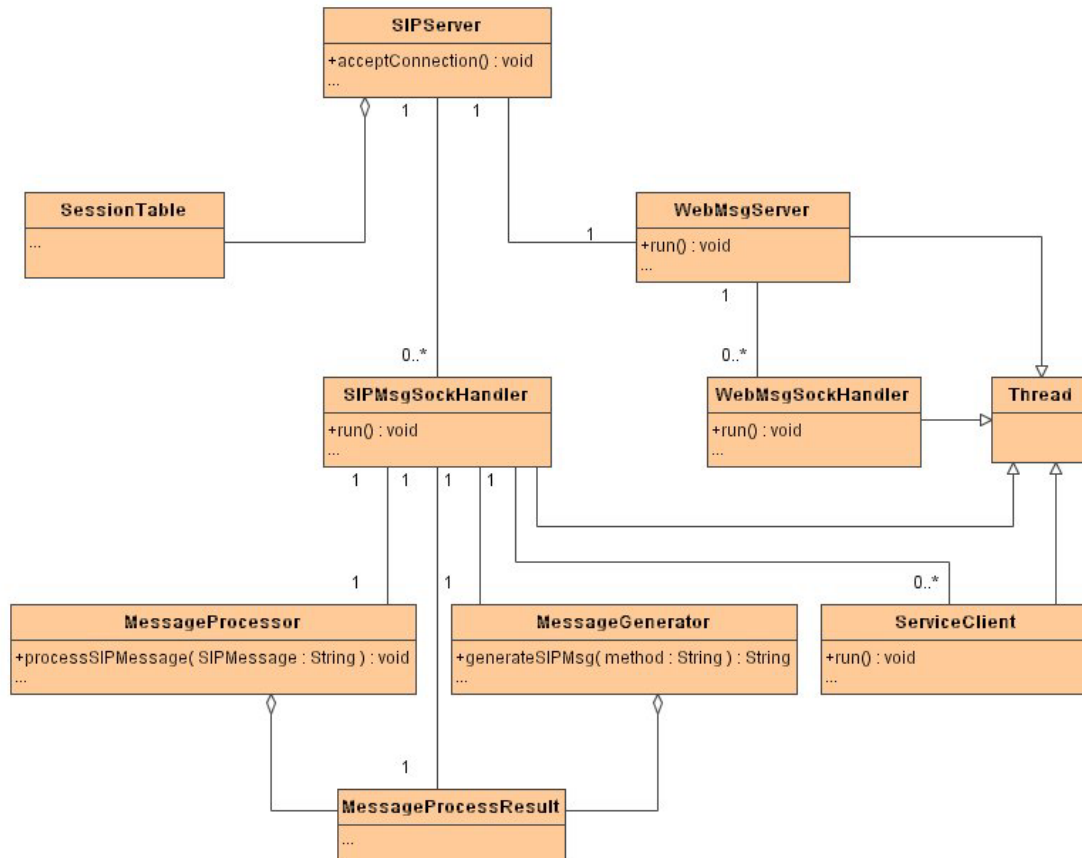 SIPServer
+acceptConnection() : void
...
1
1
SessionTable
...
WebMsgServer
+run() : void
...
1
1
0..*
0..*
SIPMsgSockHandler
+run() : void
...
WebMsgSockHandler
+run() : void
...
Thread
1
1
1
1
1
1
0..*
MessageProcessor
+processSIPMessage( SIPMessage : String ) : void
...
MessageGenerator
+generateSIPMsg( method : String ) : String
...
ServiceClient
+run() : void
...
1
MessageProcessResult
...